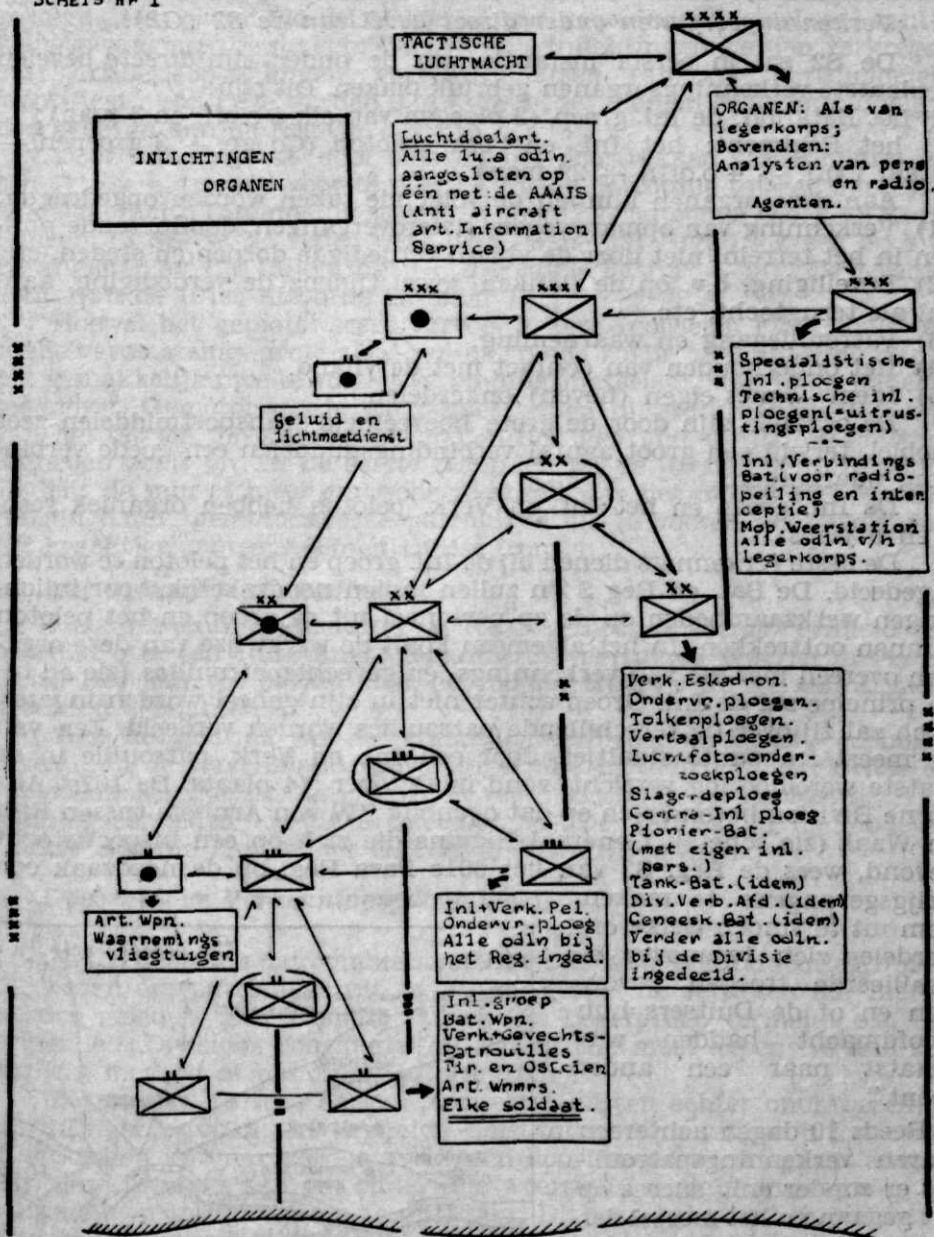 SCHETS NR 1
TACTISCHE
LUCHTMACHT
INLICHTINGEN
ORGANEN
ORGANEN: Als van
legerkorps;
Bovendien:
Analysten van pers
en radio.
Agenten.
Luchtdoelart.
Alle lu.a odln.
aangesloten op
één net: de AAAIS
(Anti aircraft
art. Information
Service)
Specialistische
Inl. ploegen
Technische inl.
ploegen (=uitrus-
tingsploegen)
Inl. Verbindings
Bat. (voor radio-
peiling en inter
ceptie)
Mob. Weerstation
Alle odln v/h
legerkorps.
Geluid en
lichtmeetdienst
Verk. Eskadron.
Ondervr. ploegen.
Tolkenploegen.
Vertaalploegen.
Luchtfoto-onder-
zoekploegen
Slagordeploeg
Contra-Inl ploeg
Pionier-Bat.
(met eigen inl.
pers.)
Tank-Bat. (idem)
Div. Verb. Afd. (idem)
Geneesk. Bat. (idem)
Verder alle odln.
bij de Divisie
ingedeeld.
Art. Wpn.
Waarnemings
vliegtuigen
Inl+Verk. Pel.
Ondervr. ploeg
Alle odln bij
het Reg. inged.
Inl. groep
Bat. Wpn.
Verk+Gevechts-
Patrouilles
Tir. en Osteien
Art. Wnmrs.
Elke soldaat.